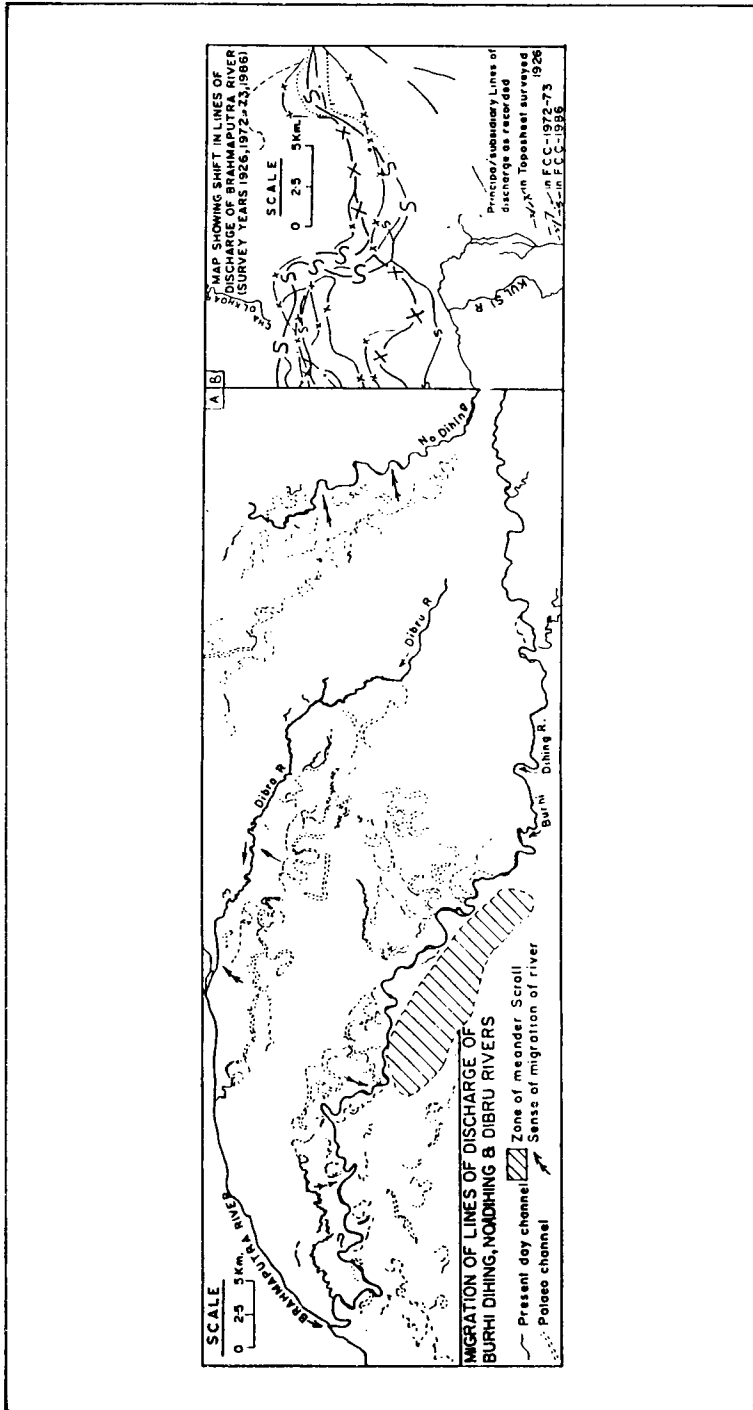 A
SCALE
0 2·5 5Km.
BRAHMAPUTRA RIVER
Dibro R
Dibru R
No Dihing
Burhi Dihing R.
MIGRATION OF LINES OF DISCHARGE OF
BURHI DIHING, NOADIHING & DIBRU RIVERS
Present day channel
Zone of meander Scroll
Palaeo channel
Sense of migration of river
B
MAP SHOWING SHIFT IN LINES OF
DISCHARGE OF BRAHMAPUTRA RIVER
(SURVEY YEARS 1926, 1972-73, 1986)
SCALE
0 2·5 5Km.
KULSI R
Principal/subsidiary Lines of
discharge as recorded
in Toposheet surveyed
1926
in FCC-1972-73
in FCC-1986